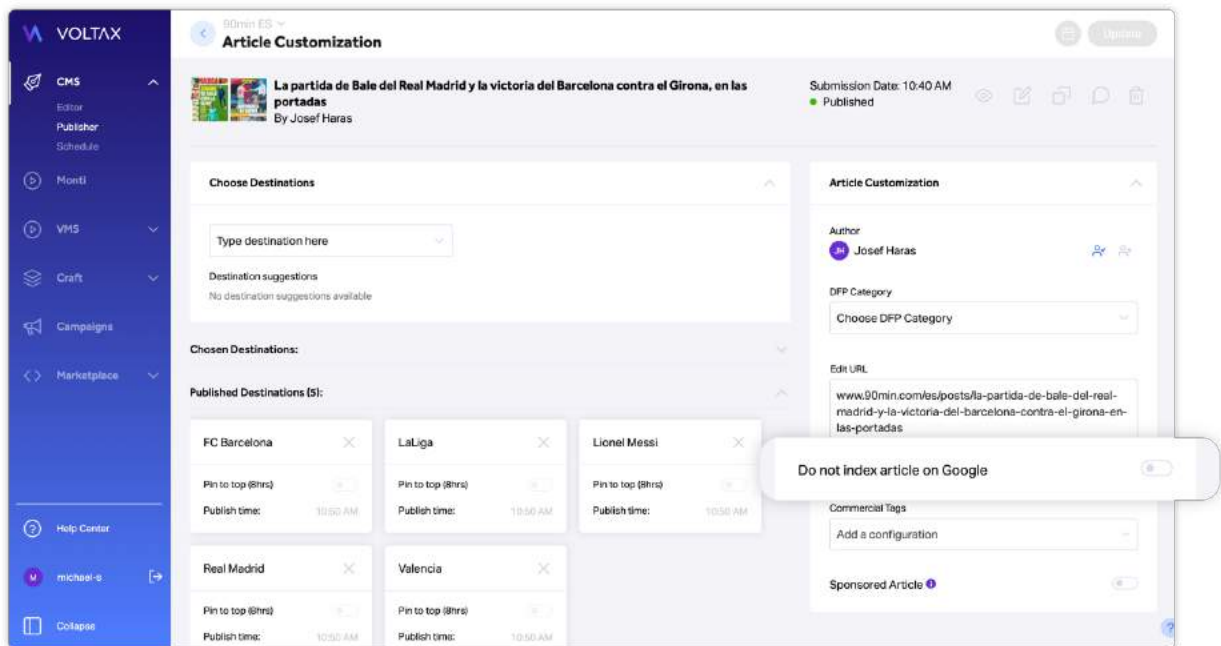 VOLTAX
CMS
Editor
Publisher
Schedule
Monti
VMS
Craft
Campaigns
Marketplace
Help Center
M
michael-s
Collapse
90min ES
Article Customization
Update
La partida de Bale del Real Madrid y la victoria del Barcelona contra el Girona, en las
portadas
By Josef Haras
Submission Date: 10:40 AM
Published
Choose Destinations
Type destination here
Destination suggestions
No destination suggestions available
Chosen Destinations:
Published Destinations (5):
FC Barcelona
Pin to top (8hrs)
Publish time: 10:50 AM
LaLiga
Pin to top (8hrs)
Publish time: 10:50 AM
Lionel Messi
Pin to top (8hrs)
Publish time: 10:50 AM
Real Madrid
Pin to top (8hrs)
Publish time: 10:50 AM
Valencia
Pin to top (8hrs)
Publish time: 10:50 AM
Article Customization
Author
JH Josef Haras
DFP Category
Choose DFP Category
Edit URL
www.90min.com/es/posts/la-partida-de-bale-del-real-
madrid-y-la-victoria-del-barcelona-contra-el-girona-en-
las-portadas
Do not index article on Google
Commercial Tags
Add a configuration
Sponsored Article
?